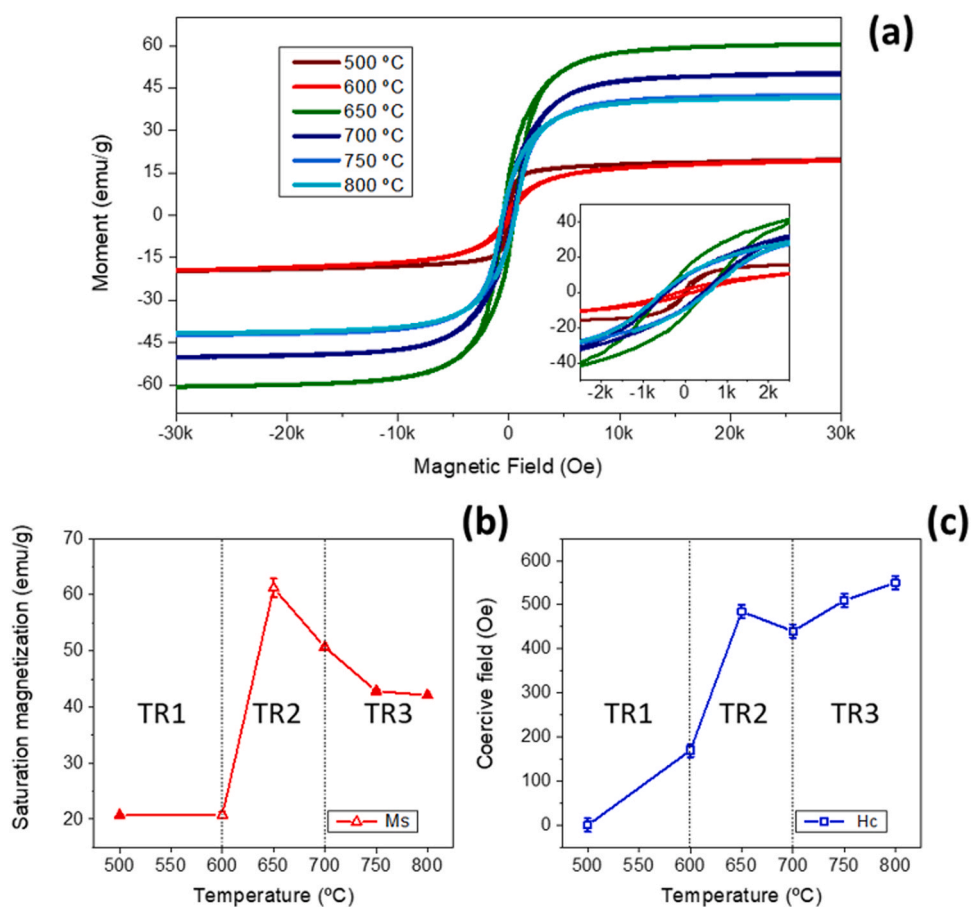 (a)
60
45
30
15
0
-15
-30
-45
-60
Moment (emu/g)
500 ºC
600 ºC
650 ºC
700 ºC
750 ºC
800 ºC
40
20
0
-20
-40
-2k -1k 0 1k 2k
-30k -20k -10k 0 10k 20k 30k
Magnetic Field (Oe)
(b)
Saturation magnetization (emu/g)
70
60
50
40
30
20
TR1 TR2 TR3
Ms
500 550 600 650 700 750 800
Temperature (ºC)
(c)
Coercive field (Oe)
600
500
400
300
200
100
0
TR1 TR2 TR3
Hc
500 550 600 650 700 750 800
Temperature (ºC)